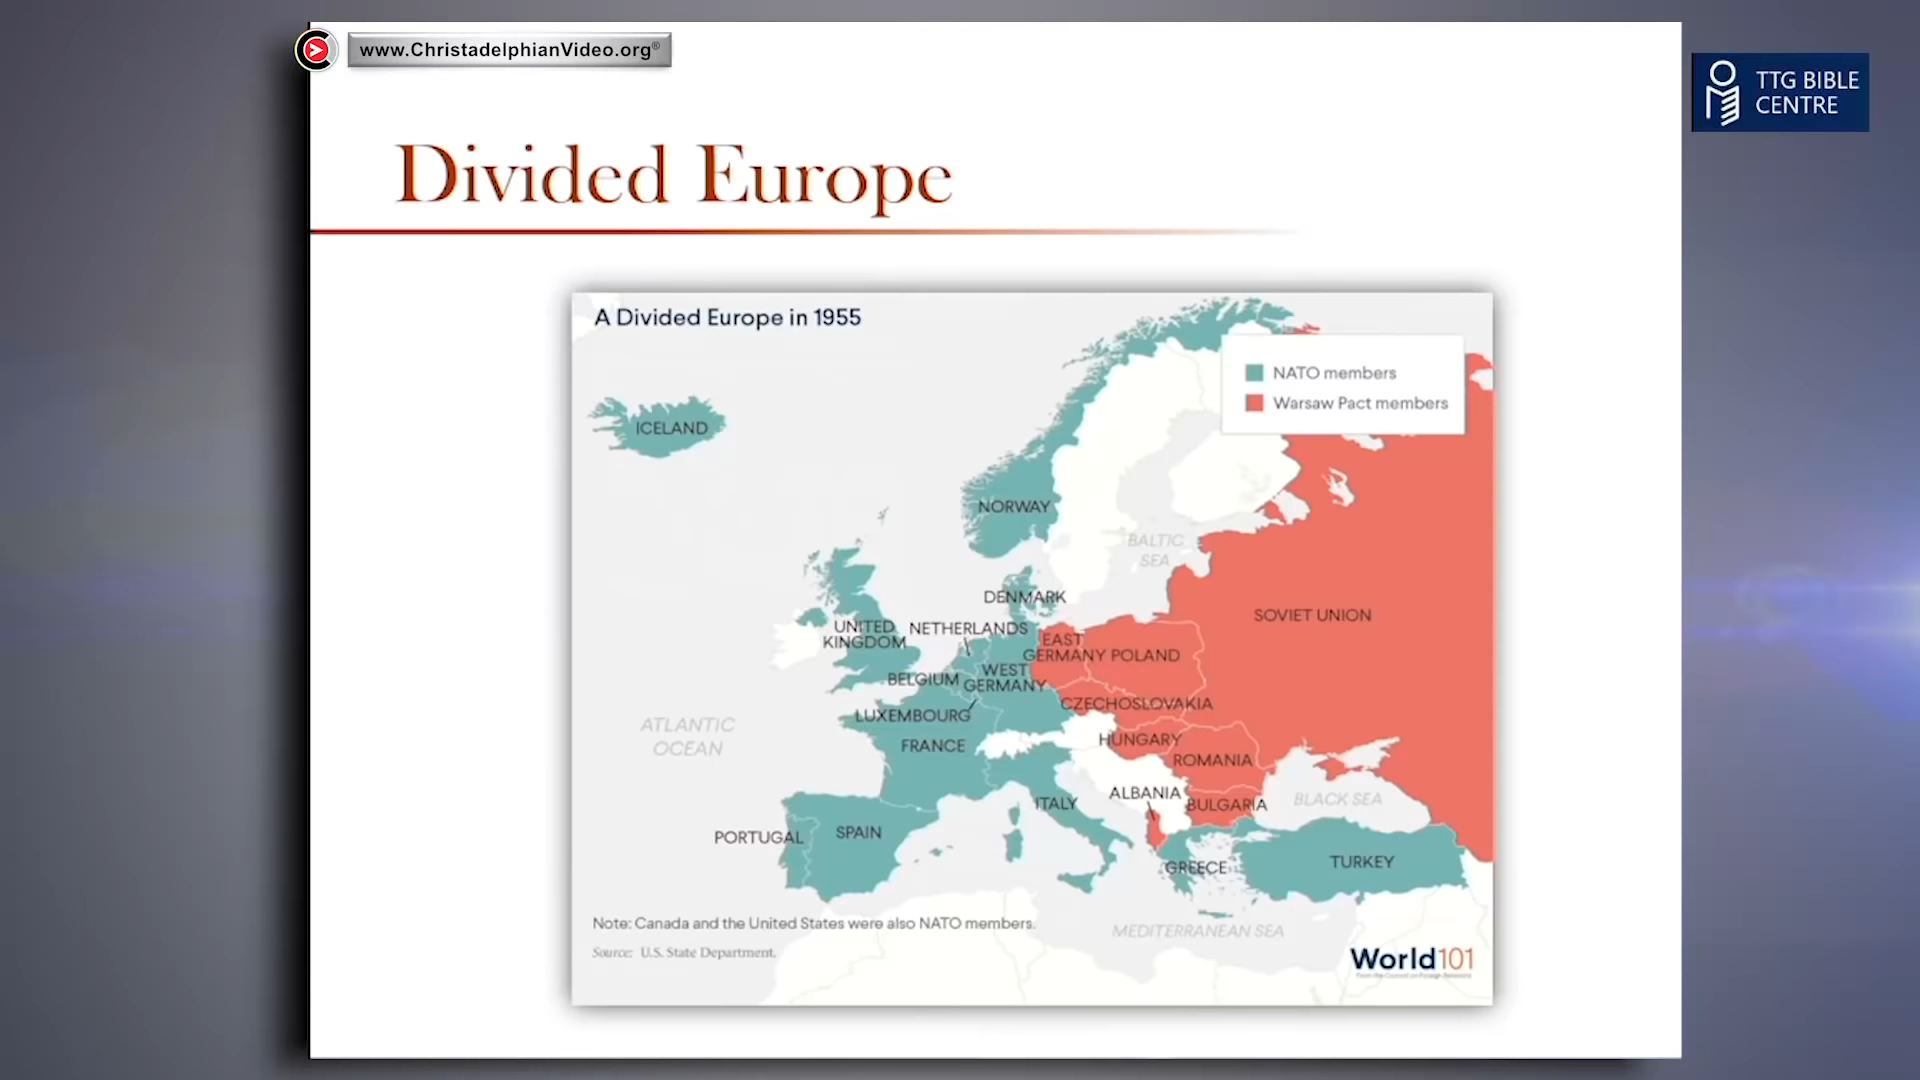 www.ChristadelphianVideo.org®
TTG BIBLE
CENTRE
Divided Europe
A Divided Europe in 1955
NATO members
Warsaw Pact members
ICELAND
NORWAY
BALTIC
SEA
DENMARK
SOVIET UNION
UNITED
KINGDOM
NETHERLANDS
EAST
GERMANY
POLAND
BELGIUM
WEST
GERMANY
CZECHOSLOVAKIA
LUXEMBOURG
ATLANTIC
OCEAN
FRANCE
HUNGARY
ROMANIA
ALBANIA
BULGARIA
BLACK SEA
ITALY
PORTUGAL
SPAIN
GREECE
TURKEY
Note: Canada and the United States were also NATO members.
MEDITERRANEAN SEA
Source: U.S. State Department.
World101